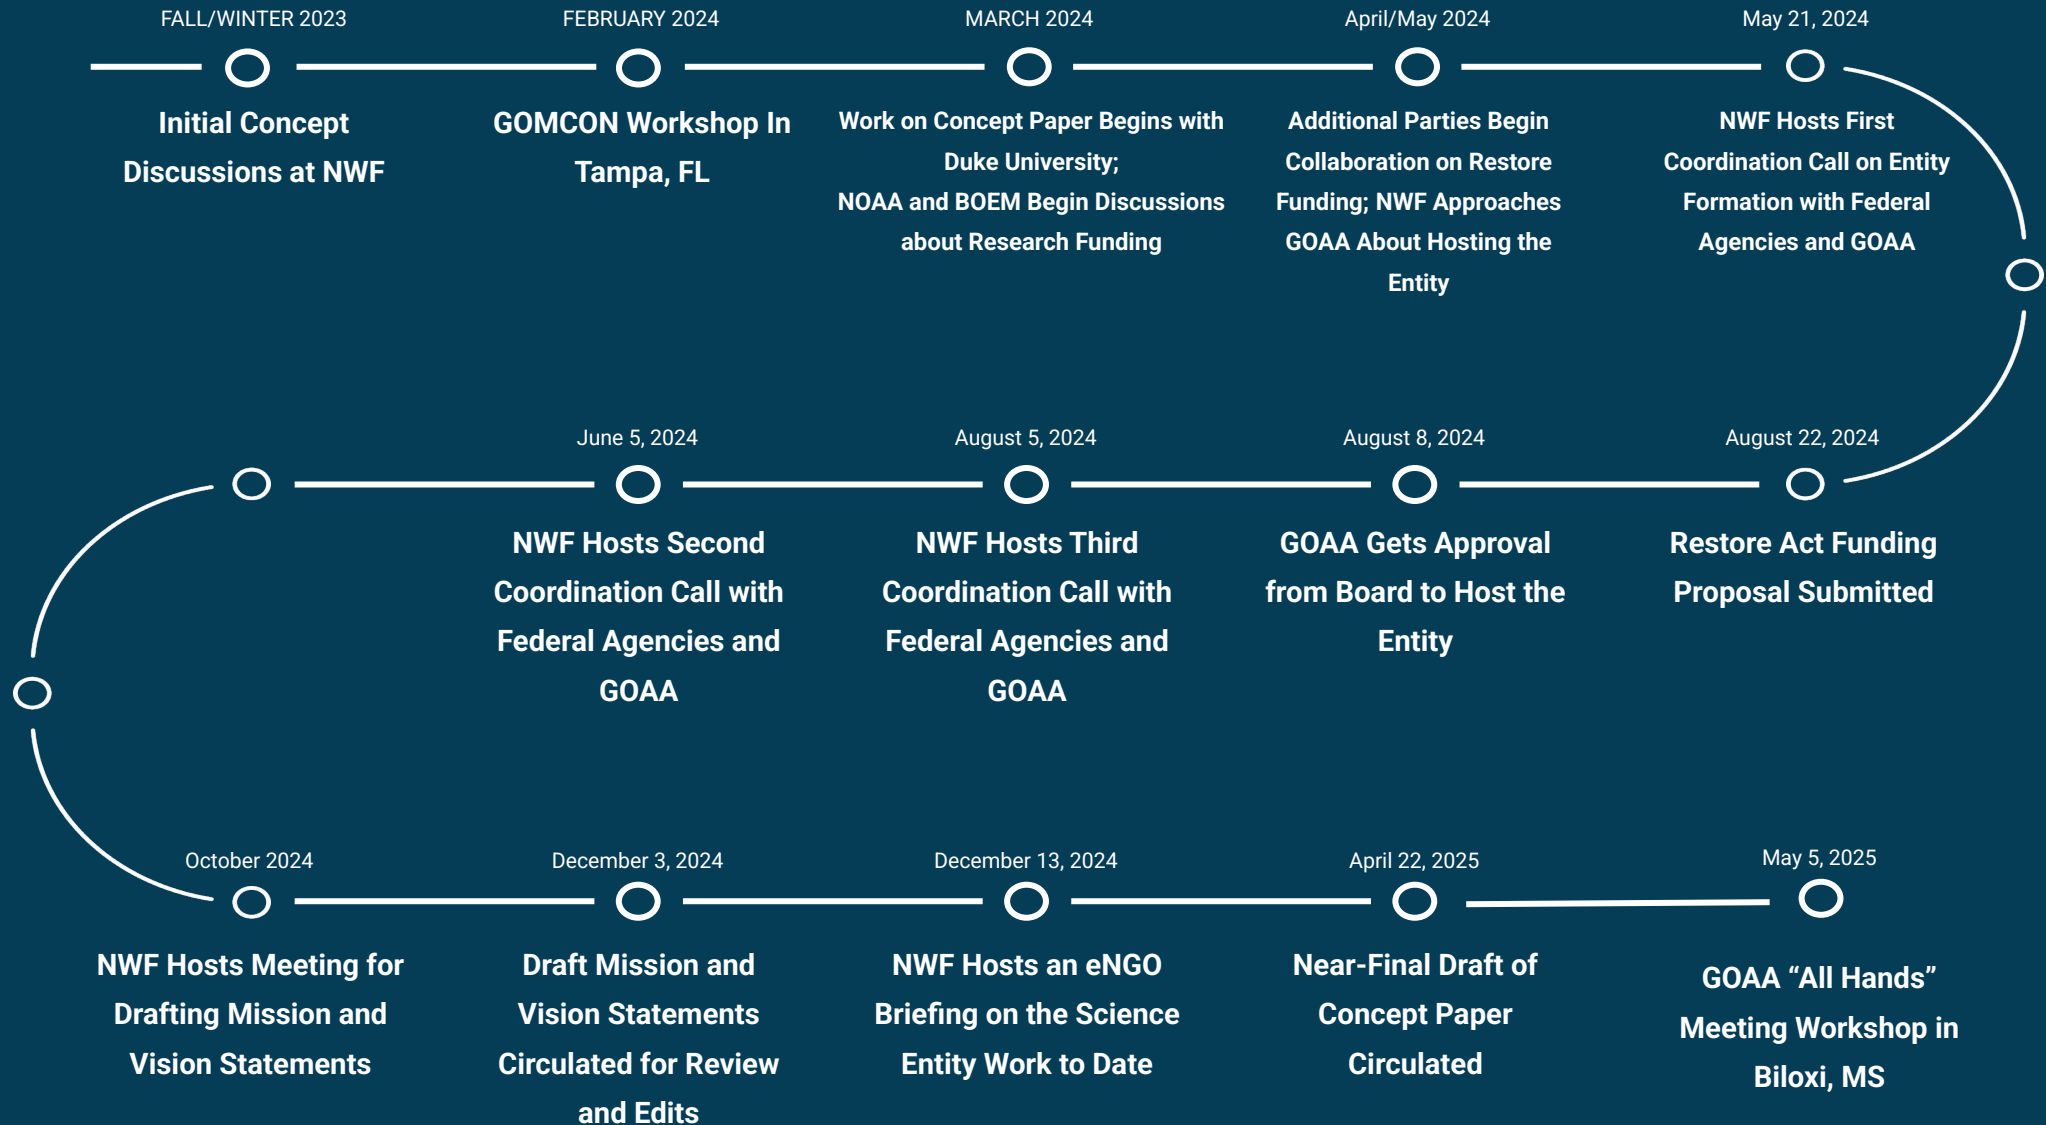 FALL/WINTER 2023
Initial Concept
Discussions at NWF
FEBRUARY 2024
GOMCON Workshop In
Tampa, FL
MARCH 2024
Work on Concept Paper Begins with
Duke University;
NOAA and BOEM Begin Discussions
about Research Funding
April/May 2024
Additional Parties Begin
Collaboration on Restore
Funding; NWF Approaches
GOAA About Hosting the
Entity
May 21, 2024
NWF Hosts First
Coordination Call on Entity
Formation with Federal
Agencies and GOAA
June 5, 2024
NWF Hosts Second
Coordination Call with
Federal Agencies and
GOAA
August 5, 2024
NWF Hosts Third
Coordination Call with
Federal Agencies and
GOAA
August 8, 2024
GOAA Gets Approval
from Board to Host the
Entity
August 22, 2024
Restore Act Funding
Proposal Submitted
October 2024
NWF Hosts Meeting for
Drafting Mission and
Vision Statements
December 3, 2024
Draft Mission and
Vision Statements
Circulated for Review
and Edits
December 13, 2024
NWF Hosts an eNGO
Briefing on the Science
Entity Work to Date
April 22, 2025
Near-Final Draft of
Concept Paper
Circulated
May 5, 2025
GOAA “All Hands”
Meeting Workshop in
Biloxi, MS